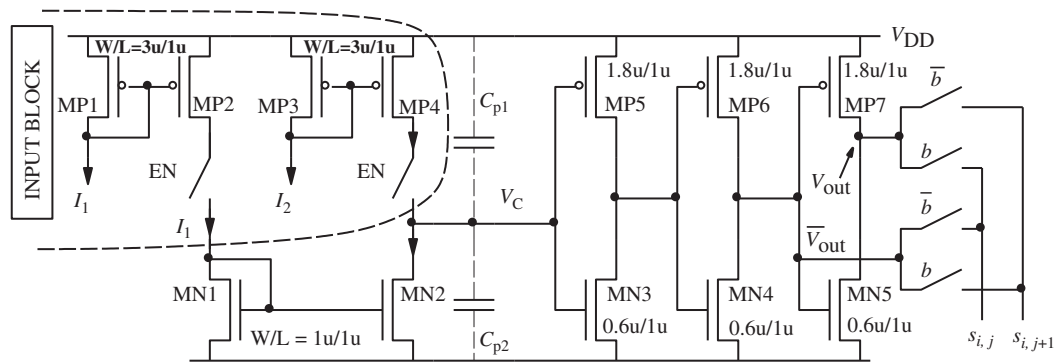 INPUT BLOCK
W/L=3u/1u
W/L=3u/1u
V_DD
MP1
MP2
MP3
MP4
C_p1
1.8u/1u
MP5
1.8u/1u
MP6
1.8u/1u
MP7
b̅
b
EN
EN
I_1
I_2
I_1
V_C
V_out
V̅_out
b̅
b
MN1
MN2
W/L = 1u/1u
C_p2
MN3
0.6u/1u
MN4
0.6u/1u
MN5
0.6u/1u
s_{i, j}
s_{i, j+1}